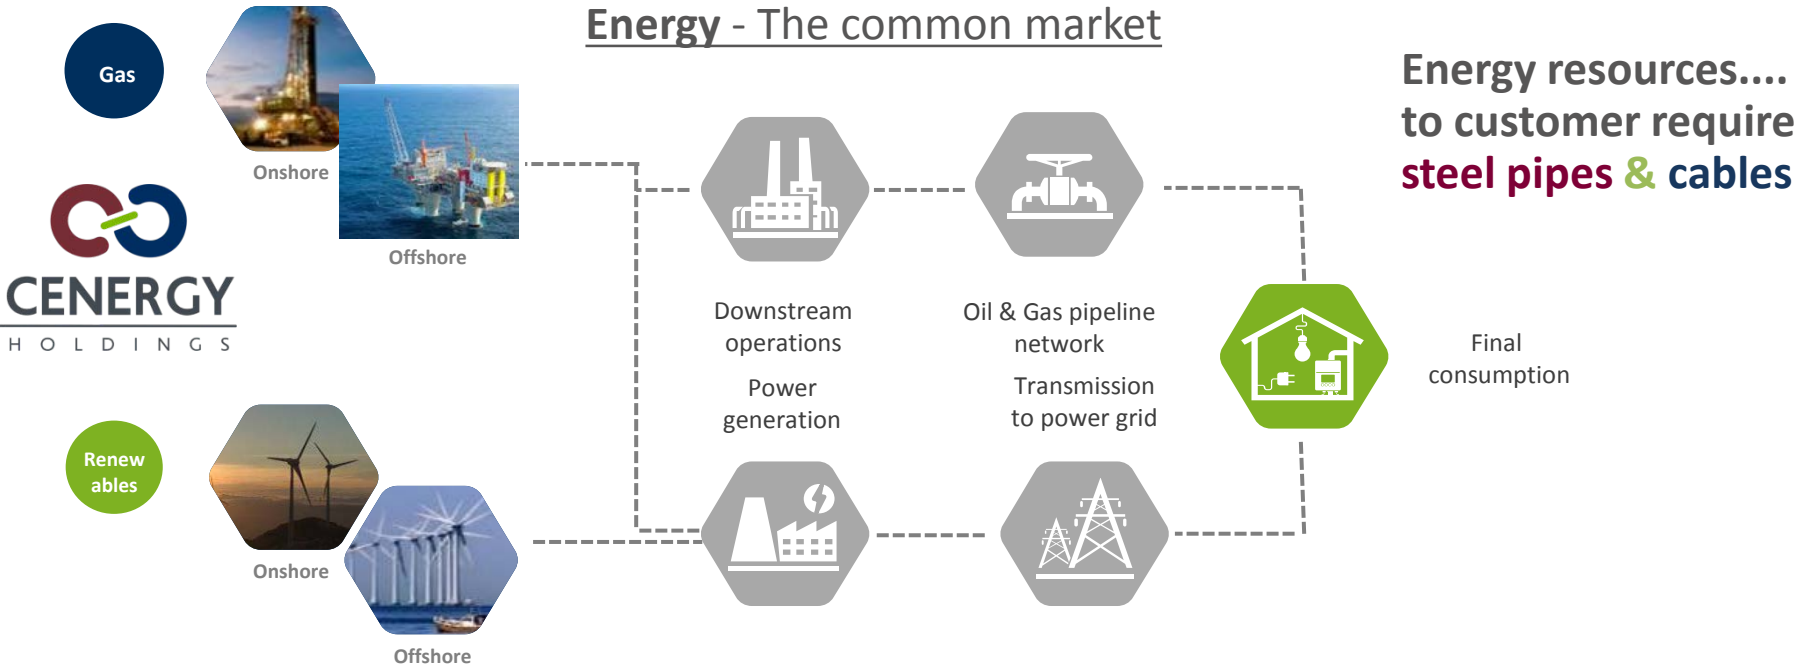 Energy - The common market
Gas
Onshore
Offshore
Energy resources....
to customer require
steel pipes & cables
CENERGY
HOLDINGS
Downstream
operations
Power
generation
Oil & Gas pipeline
network
Transmission
to power grid
Final
consumption
Renew
ables
Onshore
Offshore